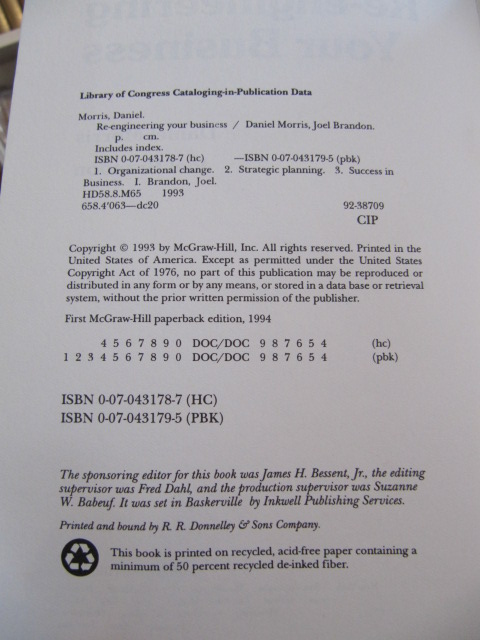 Re-engineering
Your Business
Library of Congress Cataloging-in-Publication Data
Morris, Daniel.
Re-engineering your business / Daniel Morris, Joel Brandon.
p. cm.
Includes index.
ISBN 0-07-043178-7 (hc) —ISBN 0-07-043179-5 (pbk)
1. Organizational change. 2. Strategic planning. 3. Success in
Business. I. Brandon, Joel.
HD58.8.M65 1993
658.4'063—dc20 92-38709
CIP
Copyright © 1993 by McGraw-Hill, Inc. All rights reserved. Printed in the
United States of America. Except as permitted under the United States
Copyright Act of 1976, no part of this publication may be reproduced or
distributed in any form or by any means, or stored in a data base or retrieval
system, without the prior written permission of the publisher.
First McGraw-Hill paperback edition, 1994
4 5 6 7 8 9 0 DOC/DOC 9 8 7 6 5 4 (hc)
1 2 3 4 5 6 7 8 9 0 DOC/DOC 9 8 7 6 5 4 (pbk)
ISBN 0-07-043178-7 (HC)
ISBN 0-07-043179-5 (PBK)
The sponsoring editor for this book was James H. Bessent, Jr., the editing
supervisor was Fred Dahl, and the production supervisor was Suzanne
W. Babeuf. It was set in Baskerville by Inkwell Publishing Services.
Printed and bound by R. R. Donnelley & Sons Company.
This book is printed on recycled, acid-free paper containing a
minimum of 50 percent recycled de-inked fiber.